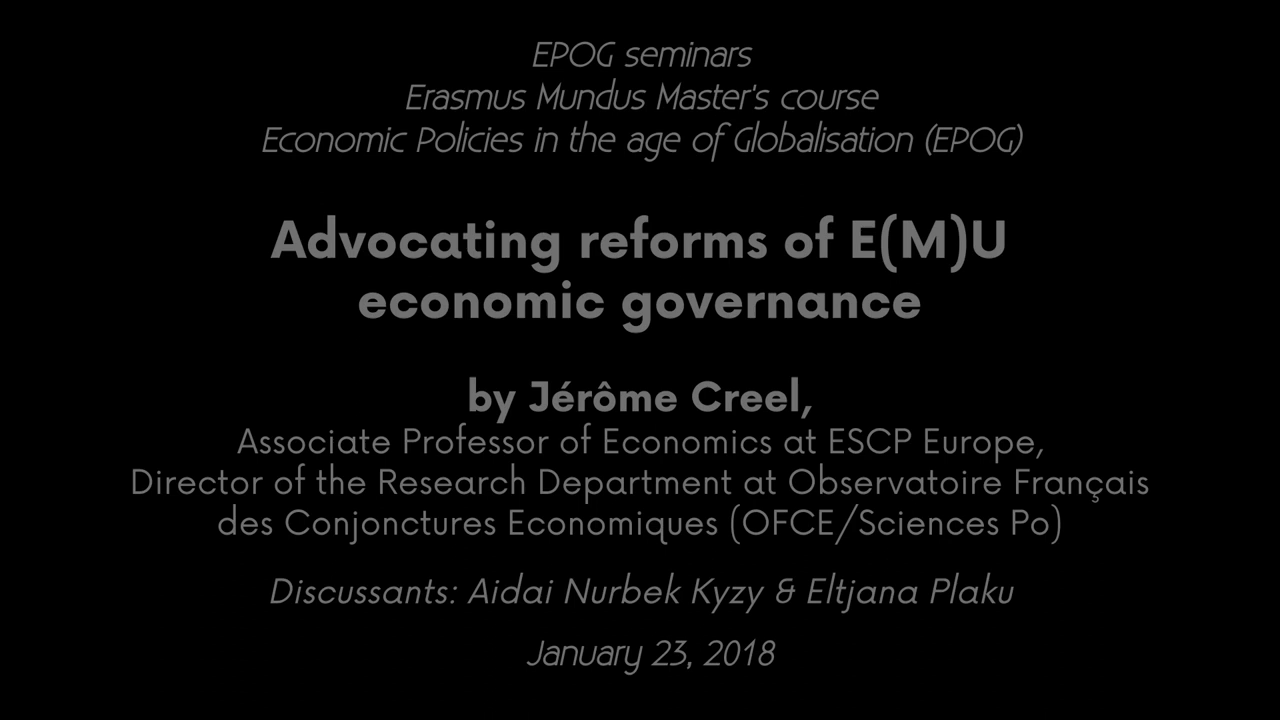 EPOG seminars
Erasmus Mundus Master's course
Economic Policies in the age of Globalisation (EPOG)
Advocating reforms of E(M)U
economic governance
by Jérôme Creel,
Associate Professor of Economics at ESCP Europe,
Director of the Research Department at Observatoire Français
des Conjonctures Economiques (OFCE/Sciences Po)
Discussants: Aidai Nurbek Kyzy & Eltjana Plaku
January 23, 2018